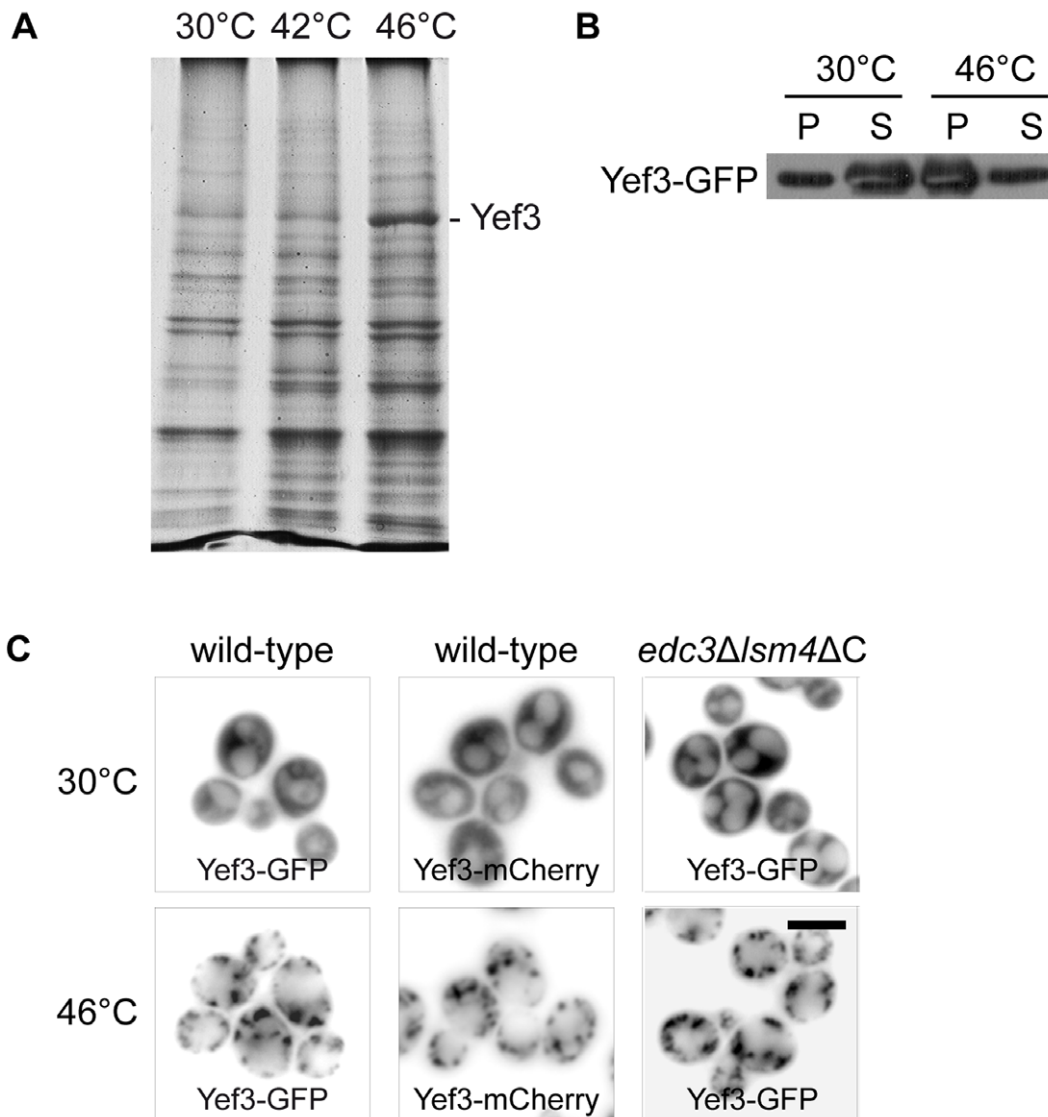 A
30°C 42°C 46°C
- Yef3
B
30°C 46°C
P S P S
Yef3-GFP
C
wild-type wild-type edc3Δlsm4ΔC
30°C
Yef3-GFP Yef3-mCherry Yef3-GFP
46°C
Yef3-GFP Yef3-mCherry Yef3-GFP